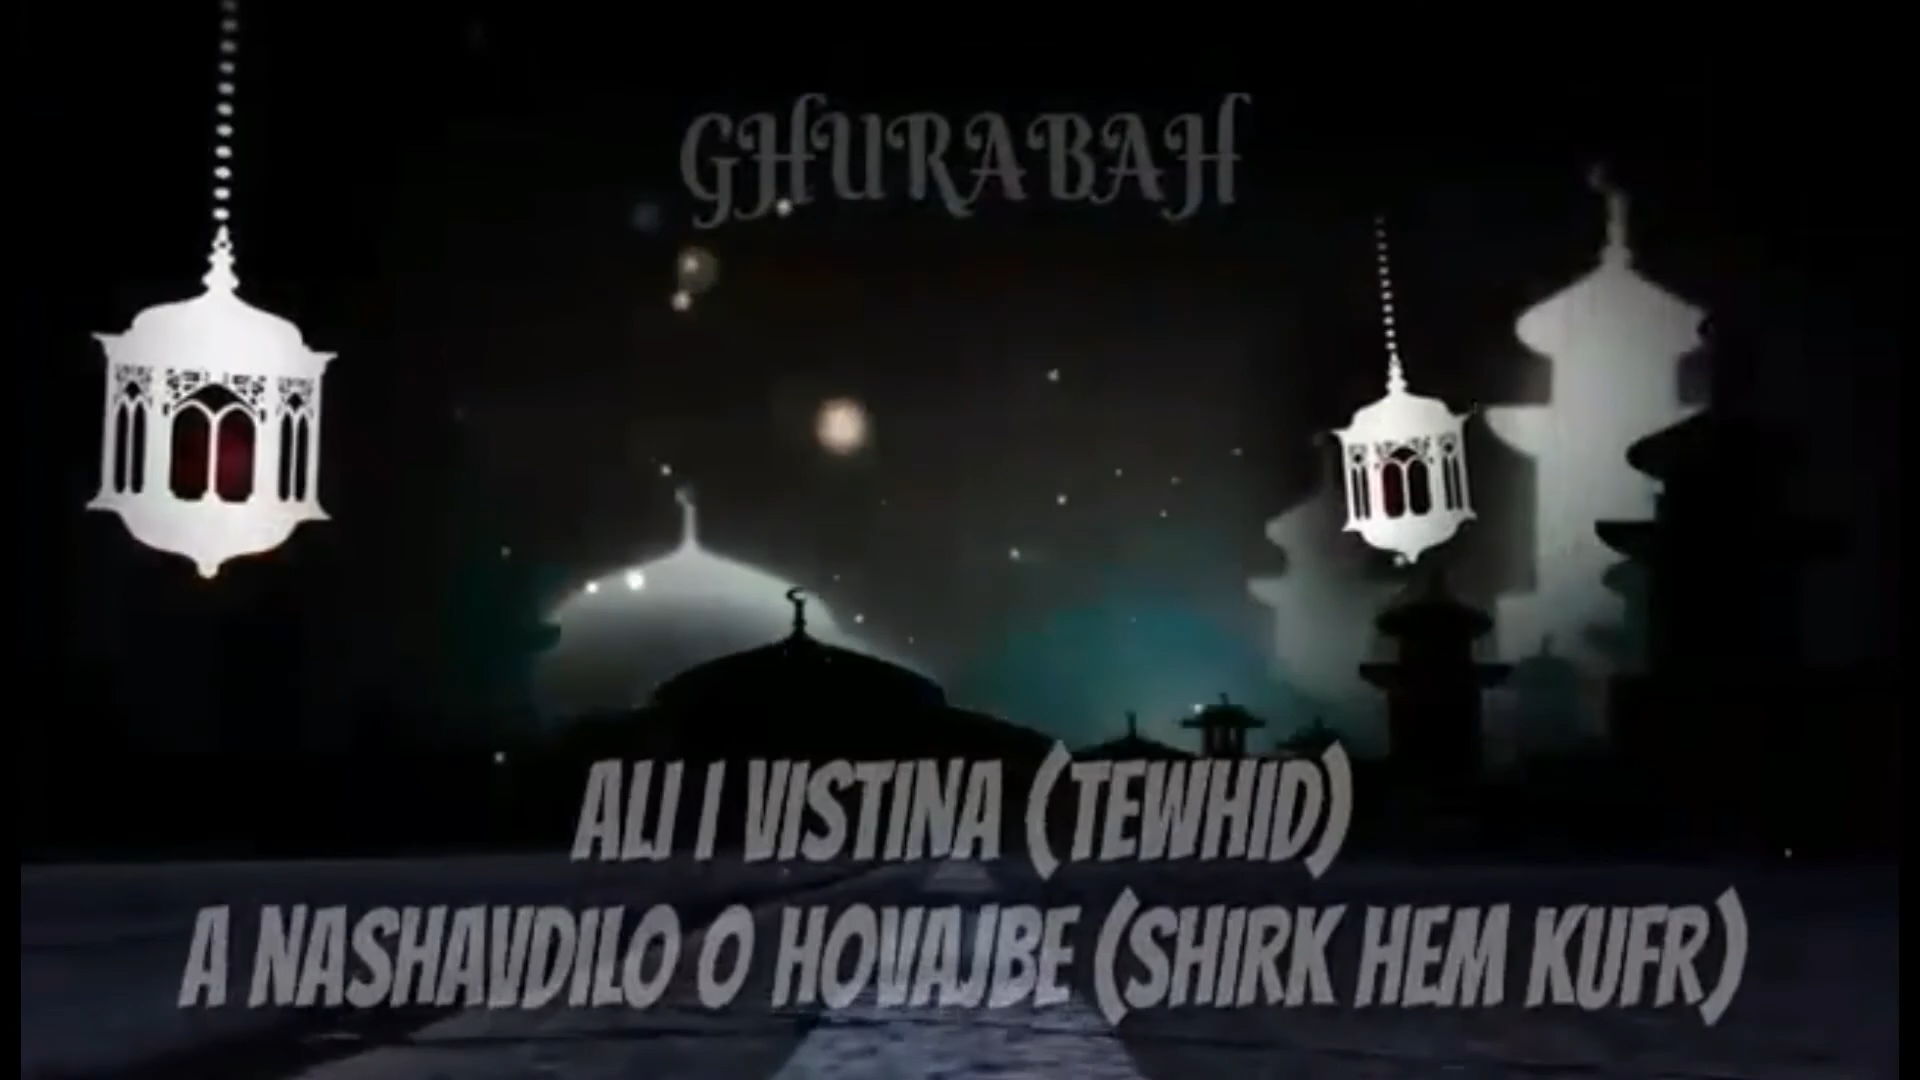 GHURABAH
ALI I VISTINA (TEWHID)
A NASHAVDILO O HOVAJBE (SHIRK HEM KUFR)